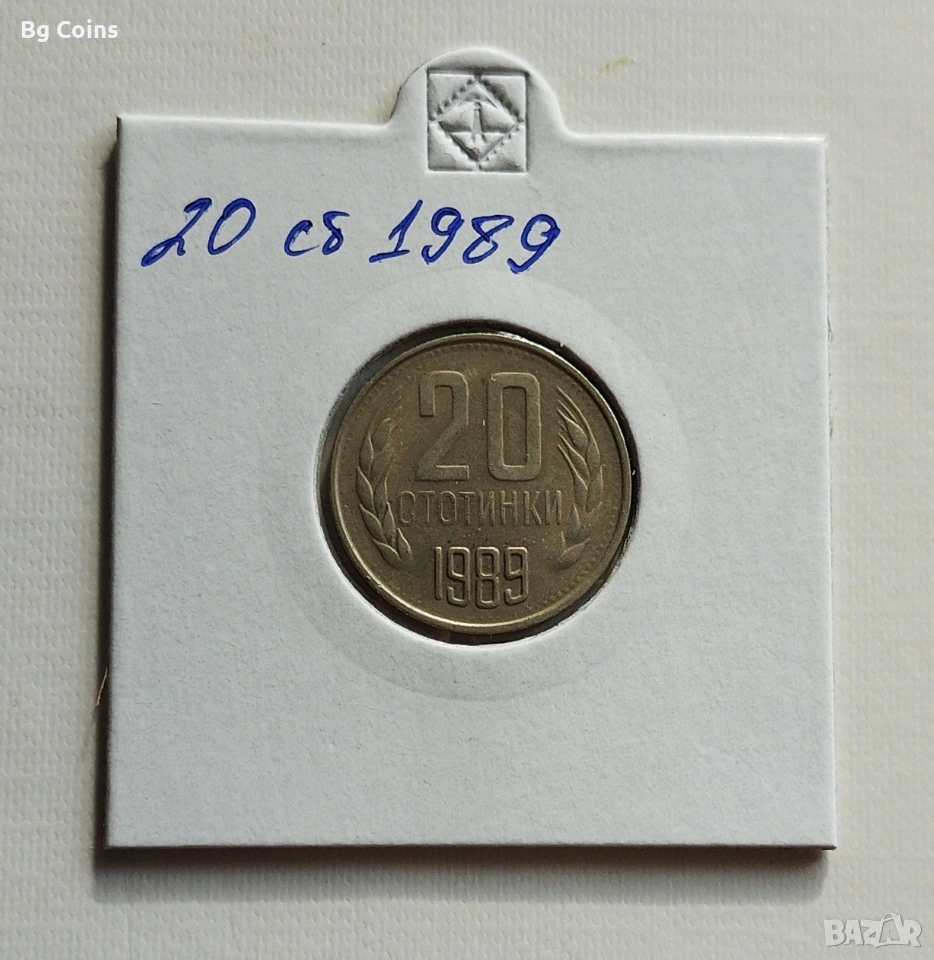 Bg Coins
20 сб 1989
20
СТОТИНКИ
1989
BAZAR